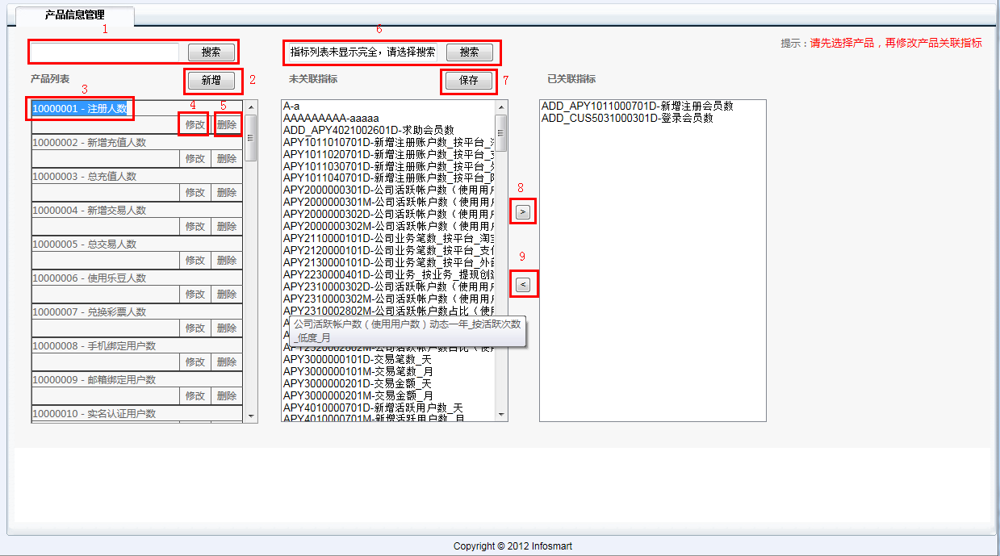 产品信息管理
1
6
提示：请先选择产品，再修改产品关联指标
搜索
指标列表未显示完全，请选择搜索
搜索
产品列表
新增
2
未关联指标
保存
7
已关联指标
3
10000001 - 注册人数
4
5
修改
删除
10000002 - 新增充值人数
修改
删除
10000003 - 总充值人数
修改
删除
10000004 - 新增交易人数
修改
删除
10000005 - 总交易人数
修改
删除
10000006 - 使用乐豆人数
修改
删除
10000007 - 兑换彩票人数
修改
删除
10000008 - 手机绑定用户数
修改
删除
10000009 - 邮箱绑定用户数
修改
删除
10000010 - 实名认证用户数
A-a
AAAAAAAAA-aaaaa
ADD_APY4021002601D-求助会员数
APY1011010701D-新增注册账户数_按平台_
APY1011020701D-新增注册账户数_按平台_
APY1011030701D-新增注册账户数_按平台_
APY1011040701D-新增注册账户数_按平台_
APY2000000301D-公司活跃帐户数（使用用
APY2000000301M-公司活跃帐户数（使用用
APY2000000302D-公司活跃帐户数（使用用
APY2000000302M-公司活跃帐户数（使用用
APY2110000101D-公司业务笔数_按平台_淘宝
APY2120000101D-公司业务笔数_按平台_支付
APY2130000101D-公司业务笔数_按平台_外部
APY2230000401D-公司业务_按业务_提现创建
APY2310000302D-公司活跃帐户数（使用用
APY2310000302M-公司活跃帐户数（使用用
APY2310002802M-公司活跃帐户数占比（使用
公司活跃帐户数（使用用户数）动态一年_按活跃次数
_低度_月
APY2320002802M-公司活跃帐户数占比（使用
APY3000000101D-交易笔数_天
APY3000000101M-交易笔数_月
APY3000000201D-交易金额_天
APY3000000201M-交易金额_月
APY4010000701D-新增活跃用户数_天
APY4010000701M-新增活跃用户数_月
8
>
9
<
ADD_APY1011000701D-新增注册会员数
ADD_CUS5031000301D-登录会员数
Copyright © 2012 Infosmart